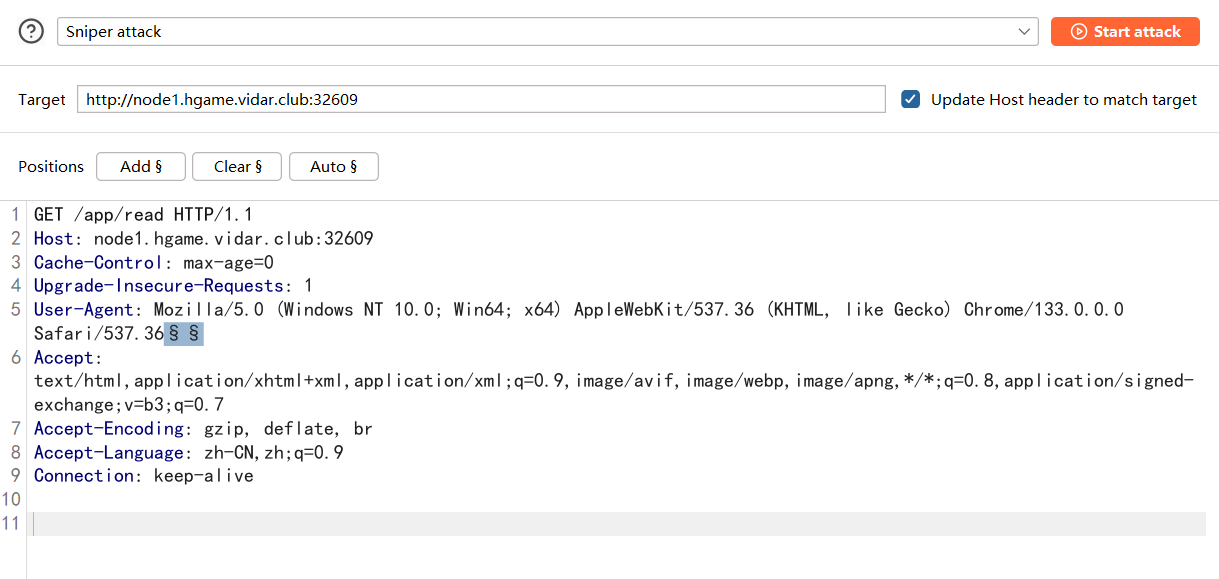 ?
Sniper attack
Start attack
Target http://node1.hgame.vidar.club:32609 Update Host header to match target
Positions Add § Clear § Auto §
1 GET /app/read HTTP/1.1
2 Host: node1.hgame.vidar.club:32609
3 Cache-Control: max-age=0
4 Upgrade-Insecure-Requests: 1
5 User-Agent: Mozilla/5.0 (Windows NT 10.0; Win64; x64) AppleWebKit/537.36 (KHTML, like Gecko) Chrome/133.0.0.0
Safari/537.36§ §
6 Accept:
text/html,application/xhtml+xml,application/xml;q=0.9,image/avif,image/webp,image/apng,*/*;q=0.8,application/signed-
exchange;v=b3;q=0.7
7 Accept-Encoding: gzip, deflate, br
8 Accept-Language: zh-CN,zh;q=0.9
9 Connection: keep-alive
10
11